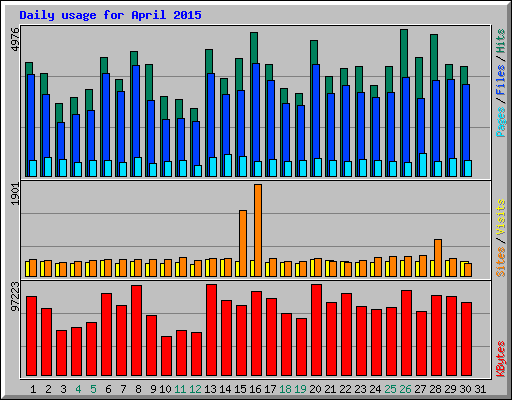 Daily usage for April 2015
4976
Pages / Files / Hits
1901
Sites / Visits
97223
KBytes
1 2 3 4 5 6 7 8 9 10 11 12 13 14 15 16 17 18 19 20 21 22 23 24 25 26 27 28 29 30 31